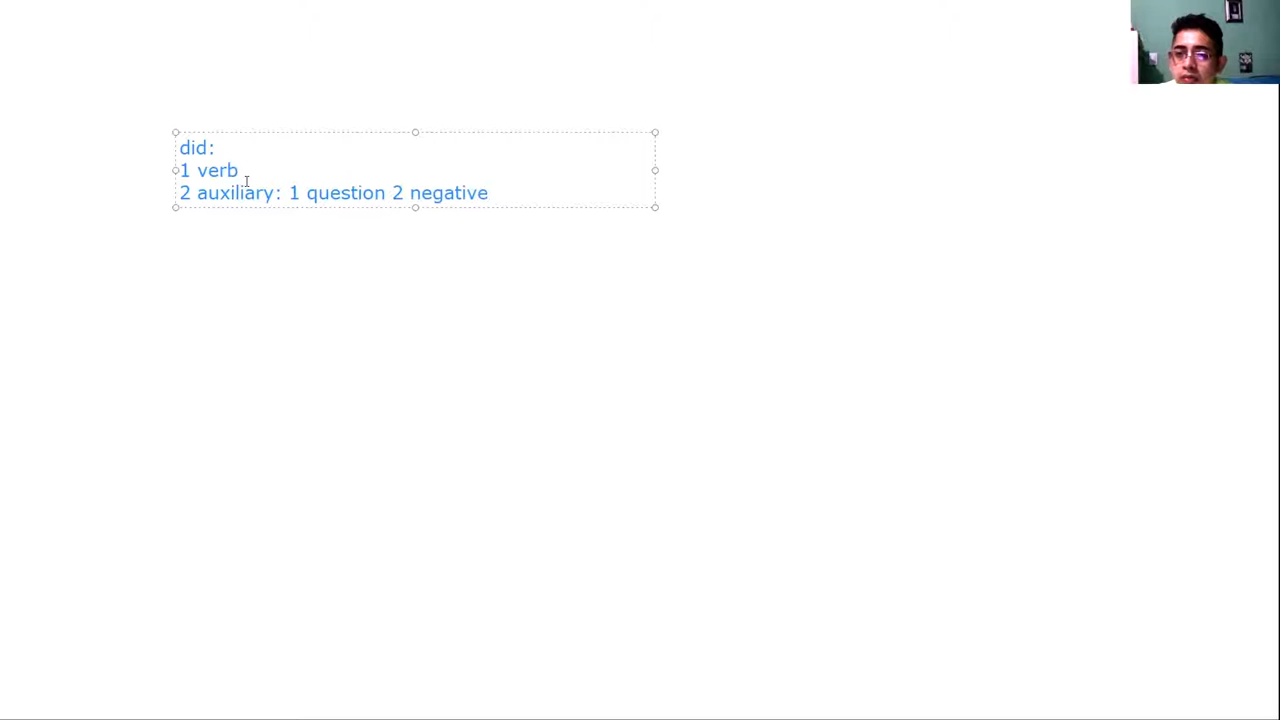 did:
1 verb
2 auxiliary: 1 question 2 negative